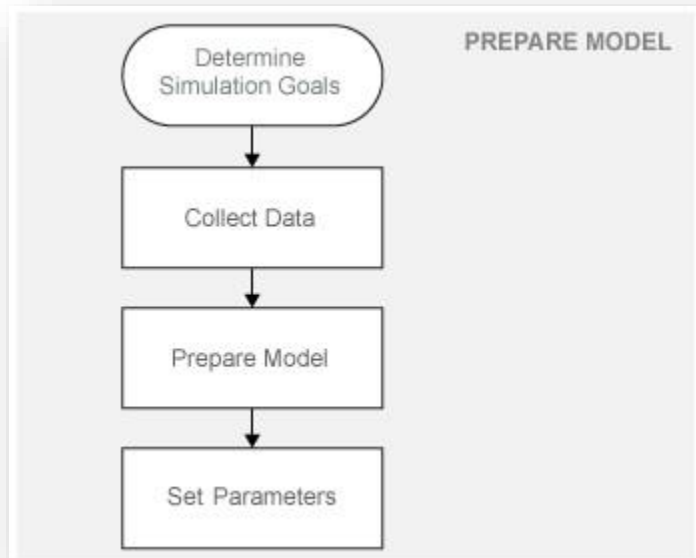 PREPARE MODEL
Determine
Simulation Goals
Collect Data
Prepare Model
Set Parameters